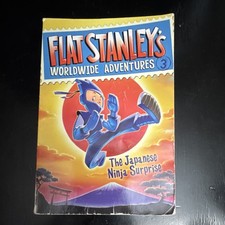 FLAT STANLEY'S
WORLDWIDE ADVENTURES 3
The Japanese
Ninja Surprise